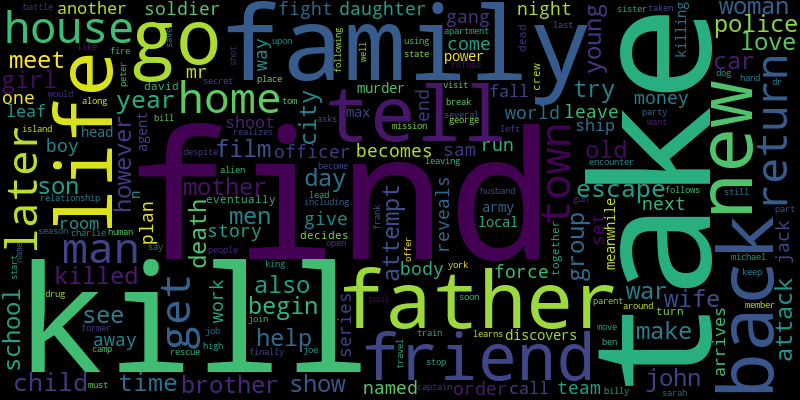 another
soldier
fight
daughter
night
woman
house
go
family
gang
come
young
police
love
meet
way
power
car
killing
girl
mr
david
peter
fire
shot
upon
using
state
following
well
apartment
last
dead
sister
taken
battle
like
would
one
life
home
tell
take
new
return
year
city
murder
max
end
fall
crew
try
money
dog
hand
dr
secret
place
tom
save
leaf
island
along
bill
agent
shoot
realizes
asks
mission
break
visit
several
george
refuse
world
leave
ship
party
want
boy
head
however
despite
film
officer
becomes
sam
run
left
old
encounter
later
son
relationship
n
find
alien
become
day
lead
leaving
husband
army
gun
town
escape
follows
still
room
season
charlie
human
mother
eventually
including
give
local
set
next
part
man
plan
say
death
men
story
decides
frank
attempt
reveals
together
group
meanwhile
back
jack
name
start
people
open
offer
killed
get
king
body
york
force
war
wife
michael
keep
attack
school
drug
kill
work
also
begin
father
soon
parent
around
member
see
former
job
join
help
series
paul
train
learns
discovers
move
turn
make
arrives
away
camp
rescue
high
finally
joe
friend
travel
stop
ben
child
must
time
brother
show
named
captain
order
call
team
billy
john
sarah